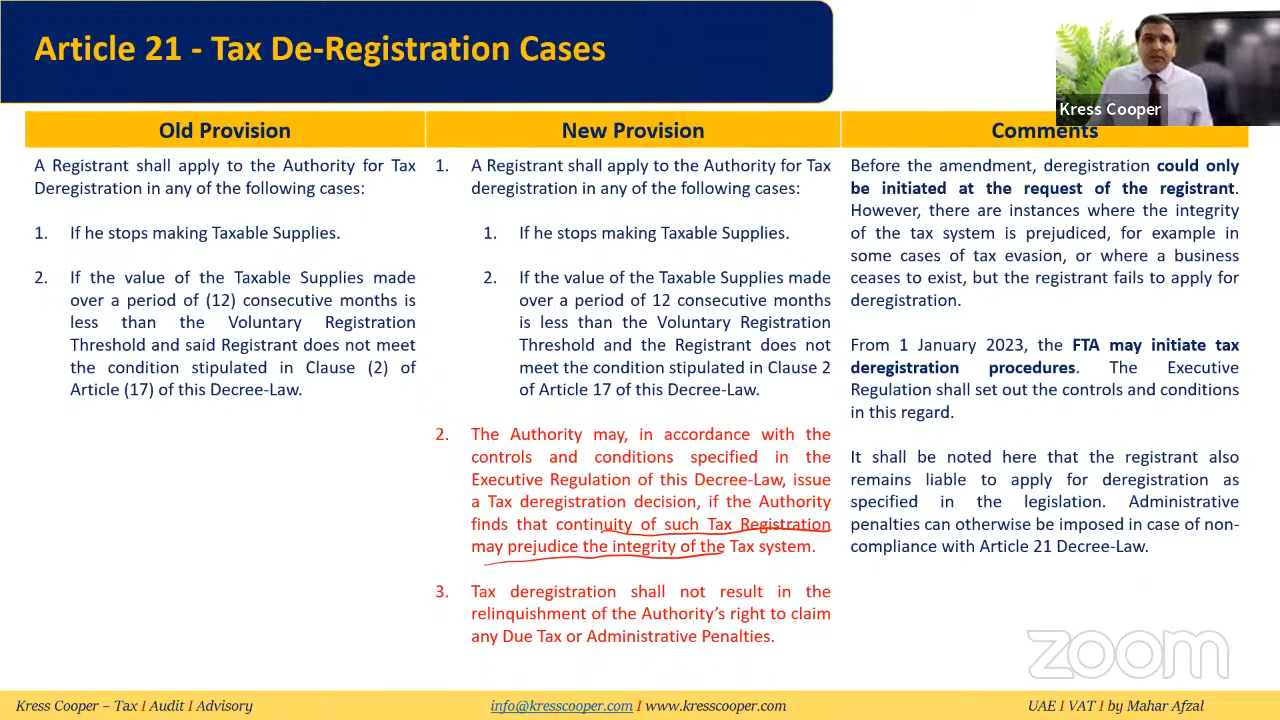 Article 21 - Tax De-Registration Cases
Kress Cooper
Old Provision
A Registrant shall apply to the Authority for Tax
Deregistration in any of the following cases:
1. If he stops making Taxable Supplies.
2. If the value of the Taxable Supplies made
over a period of (12) consecutive months is
less than the Voluntary Registration
Threshold and said Registrant does not meet
the condition stipulated in Clause (2) of
Article (17) of this Decree-Law.
New Provision
1. A Registrant shall apply to the Authority for Tax
deregistration in any of the following cases:
1. If he stops making Taxable Supplies.
2. If the value of the Taxable Supplies made
over a period of 12 consecutive months
is less than the Voluntary Registration
Threshold and the Registrant does not
meet the condition stipulated in Clause 2
of Article 17 of this Decree-Law.
2. The Authority may, in accordance with the
controls and conditions specified in the
Executive Regulation of this Decree-Law, issue
a Tax deregistration decision, if the Authority
finds that continuity of such Tax Registration
may prejudice the integrity of the Tax system.
3. Tax deregistration shall not result in the
relinquishment of the Authority's right to claim
any Due Tax or Administrative Penalties.
Comments
Before the amendment, deregistration could only
be initiated at the request of the registrant.
However, there are instances where the integrity
of the tax system is prejudiced, for example in
some cases of tax evasion, or where a business
ceases to exist, but the registrant fails to apply for
deregistration.
From 1 January 2023, the FTA may initiate tax
deregistration procedures. The Executive
Regulation shall set out the controls and conditions
in this regard.
It shall be noted here that the registrant also
remains liable to apply for deregistration as
specified in the legislation. Administrative
penalties can otherwise be imposed in case of non-
compliance with Article 21 Decree-Law.
zoom
Kress Cooper – Tax I Audit I Advisory
info@kresscooper.com I www.kresscooper.com
UAE I VAT I by Mahar Afzal